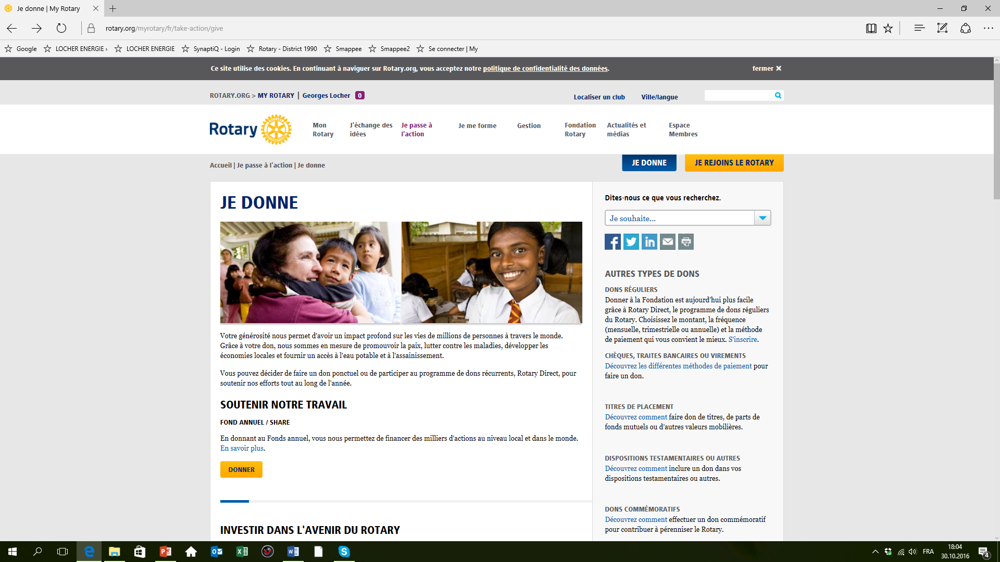 Je donne | My Rotary
rotary.org/myrotary/fr/take-action/give
Google
LOCHER ENERGIE ›
LOCHER ENERGIE
SynaptiQ - Login
Rotary - District 1990
Smappee
Smappee2
Se connecter | My
Ce site utilise des cookies. En continuant à naviguer sur Rotary.org, vous acceptez notre politique de confidentialité des données.
fermer
ROTARY.ORG > MY ROTARY | Georges Locher 0
Localiser un club
Ville/langue
Rotary
Mon
Rotary
J'échange des
idées
Je passe à
l'action
Je me forme
Gestion
Fondation
Rotary
Actualités et
médias
Espace
Membres
Accueil | Je passe à l'action | Je donne
JE DONNE
JE REJOINS LE ROTARY
JE DONNE
Votre générosité nous permet d'avoir un impact profond sur les vies de millions de personnes à travers le monde.
Grâce à votre don, nous sommes en mesure de promouvoir la paix, lutter contre les maladies, développer les
économies locales et fournir un accès à l'eau potable et à l'assainissement.
Vous pouvez décider de faire un don ponctuel ou de participer au programme de dons récurrents, Rotary Direct, pour
soutenir nos efforts tout au long de l'année.
SOUTENIR NOTRE TRAVAIL
FOND ANNUEL / SHARE
En donnant au Fonds annuel, vous nous permettez de financer des milliers d'actions au niveau local et dans le monde.
En savoir plus.
DONNER
INVESTIR DANS L'AVENIR DU ROTARY
Dites-nous ce que vous recherchez.
Je souhaite...
AUTRES TYPES DE DONS
DONS RÉGULIERS
Donner à la Fondation est aujourd’hui plus facile
grâce à Rotary Direct, le programme de dons réguliers
du Rotary. Choisissez le montant, la fréquence
(mensuelle, trimestrielle ou annuelle) et la méthode
de paiement qui vous convient le mieux. S'inscrire.
CHÈQUES, TRAITES BANCAIRES OU VIREMENTS
Découvrez les différentes méthodes de paiement pour
faire un don.
TITRES DE PLACEMENT
Découvrez comment faire don de titres, de parts de
fonds mutuels ou d’autres valeurs mobilières.
DISPOSITIONS TESTAMENTAIRES OU AUTRES
Découvrez comment inclure un don dans vos
dispositions testamentaires ou autres.
DONS COMMÉMORATIFS
Découvrez comment effectuer un don commémoratif
pour contribuer à pérenniser le Rotary.
FRA
18:04
30.10.2016
4